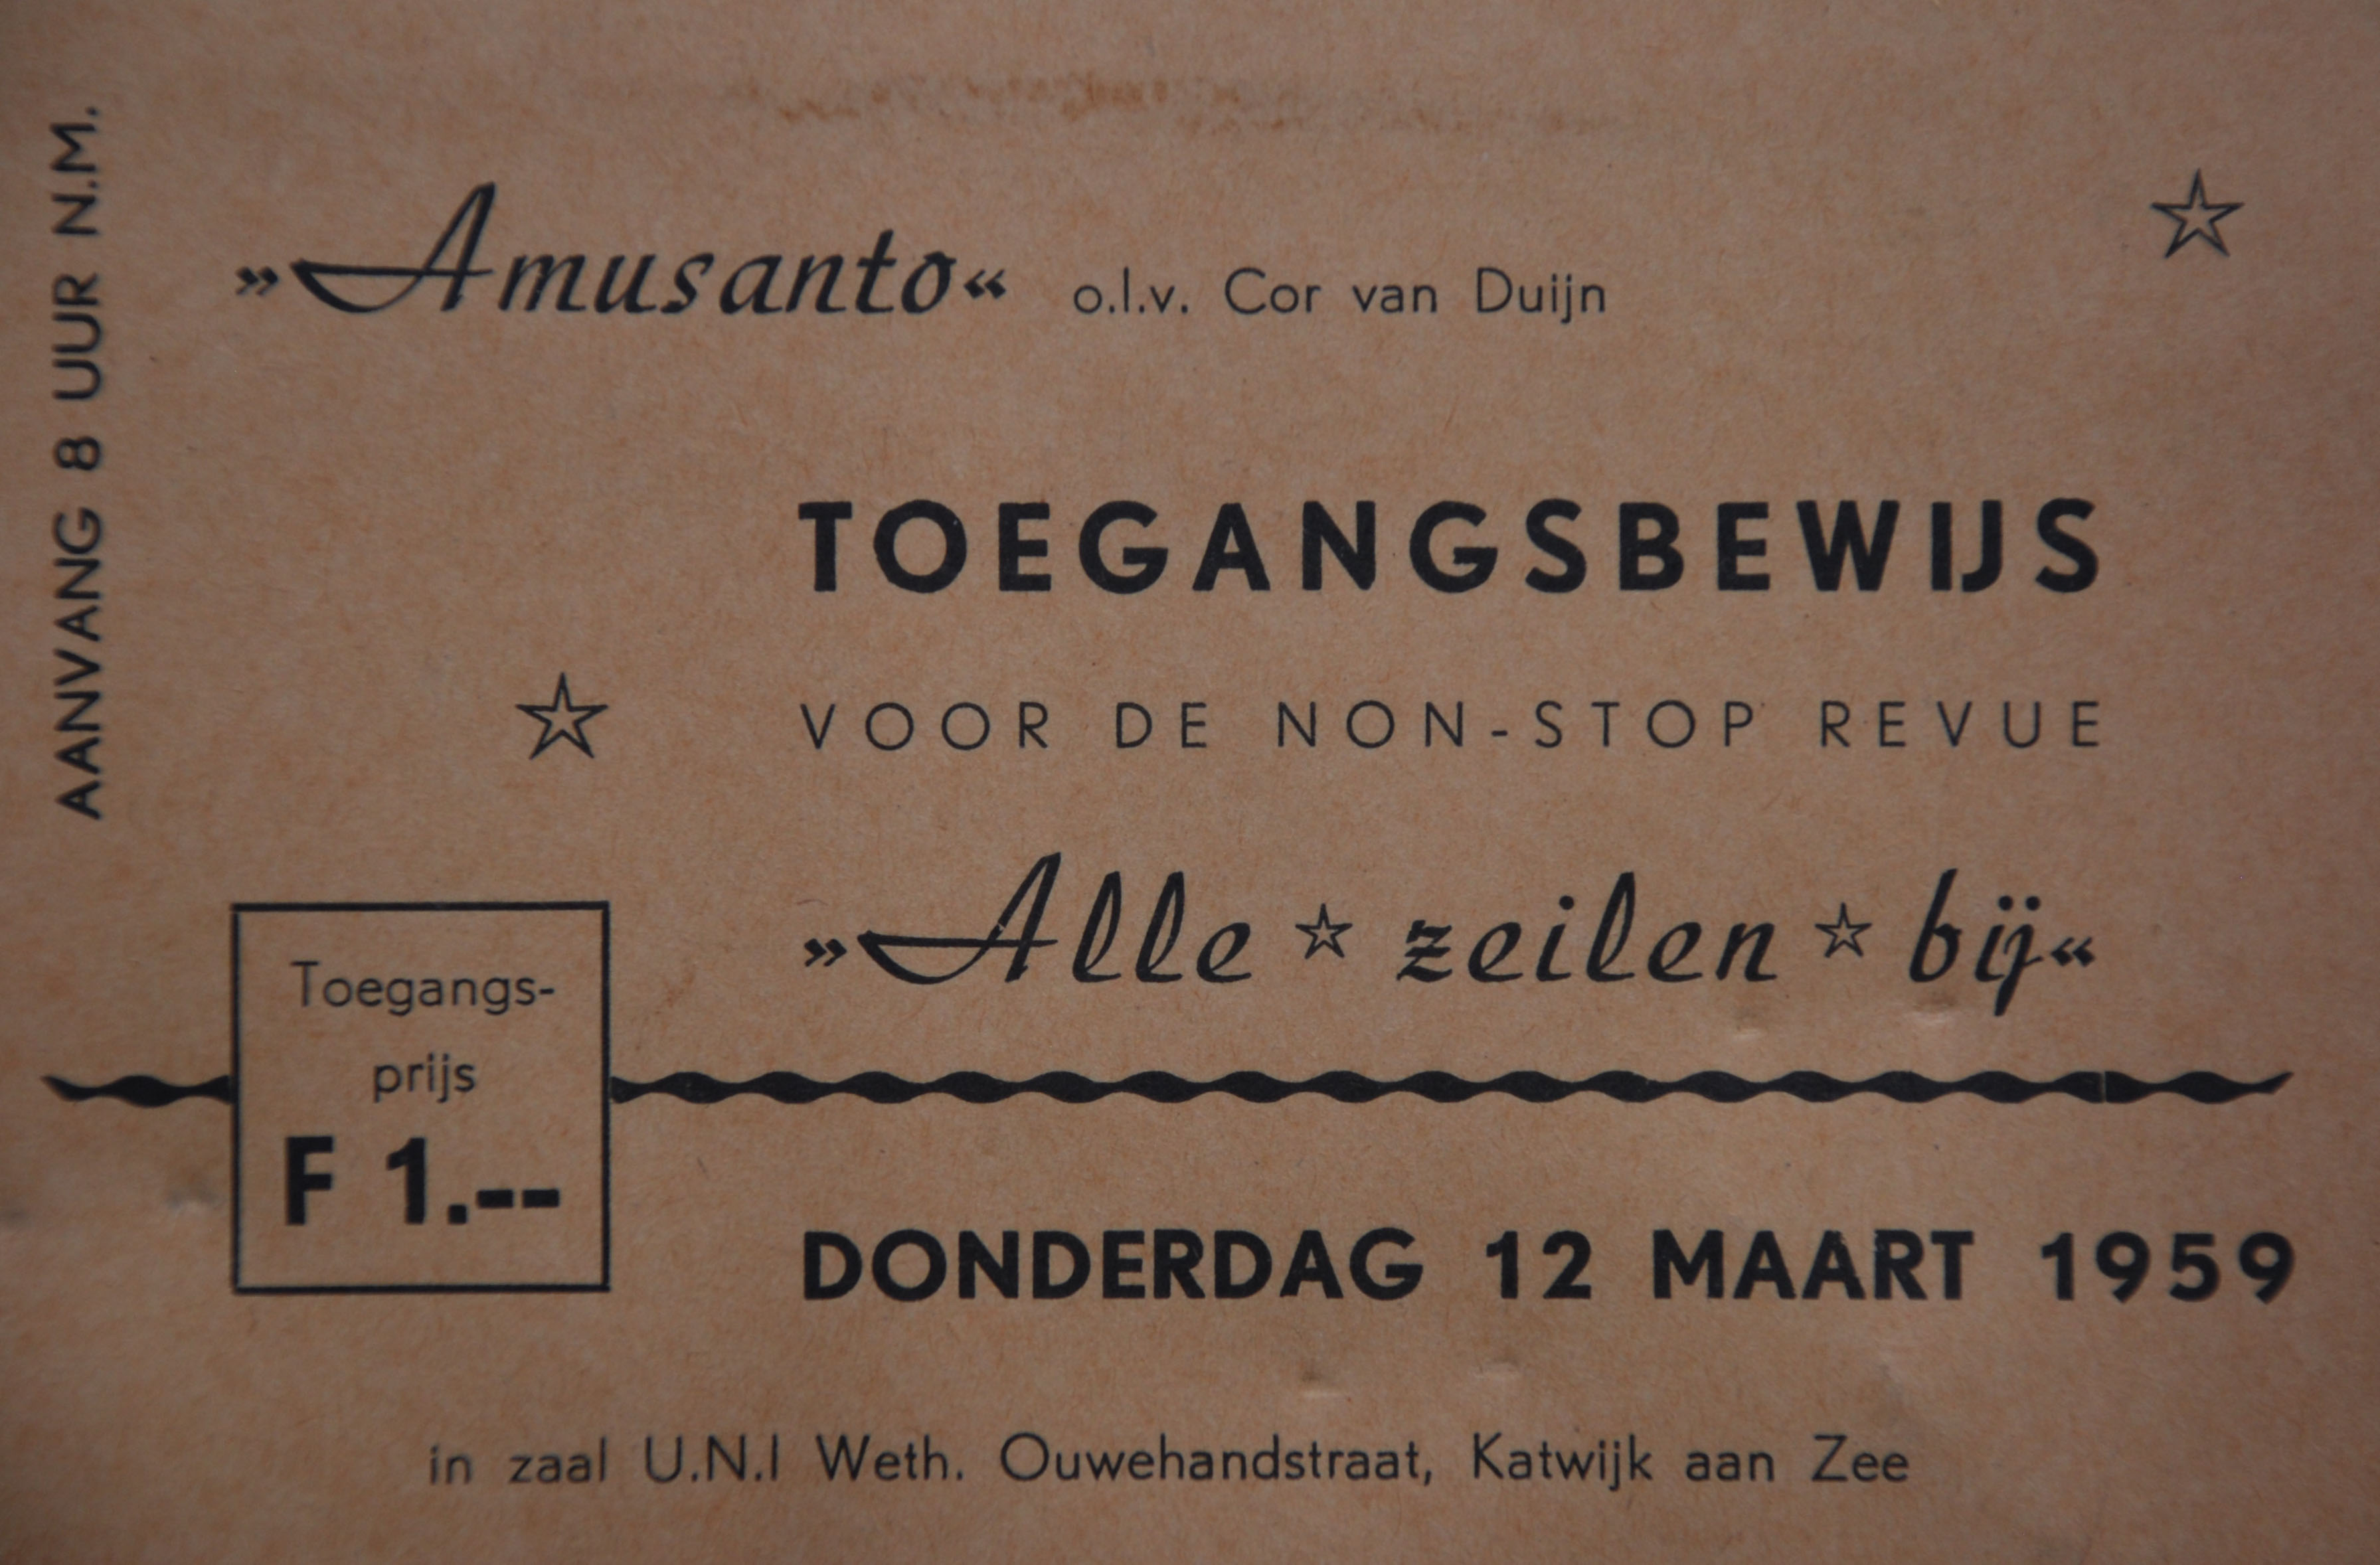 AANVANG 8 UUR N.M.
»Amusanto« o.l.v. Cor van Duijn
TOEGANGSBEWIJS
VOOR DE NON-STOP REVUE
»Alle ☆ zeilen ☆ bij«
Toegangs-
prijs
F 1.--
DONDERDAG 12 MAART 1959
in zaal U.N.I Weth. Ouwehandstraat, Katwijk aan Zee